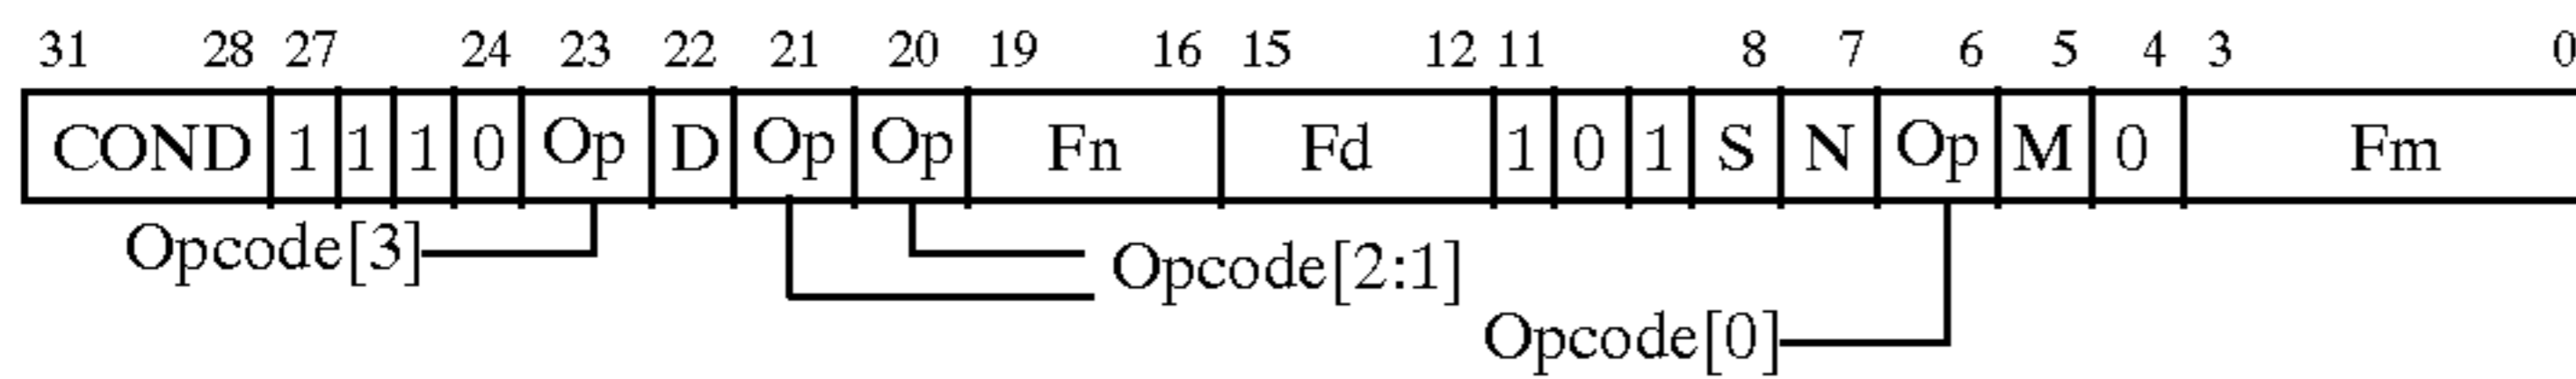 31 28 27 24 23 22 21 20 19 16 15 12 11 8 7 6 5 4 3 0
COND 1 1 1 0 Op D Op Op Fn Fd 1 0 1 S N Op M 0 Fm
Opcode[3] Opcode[2:1]
Opcode[0]